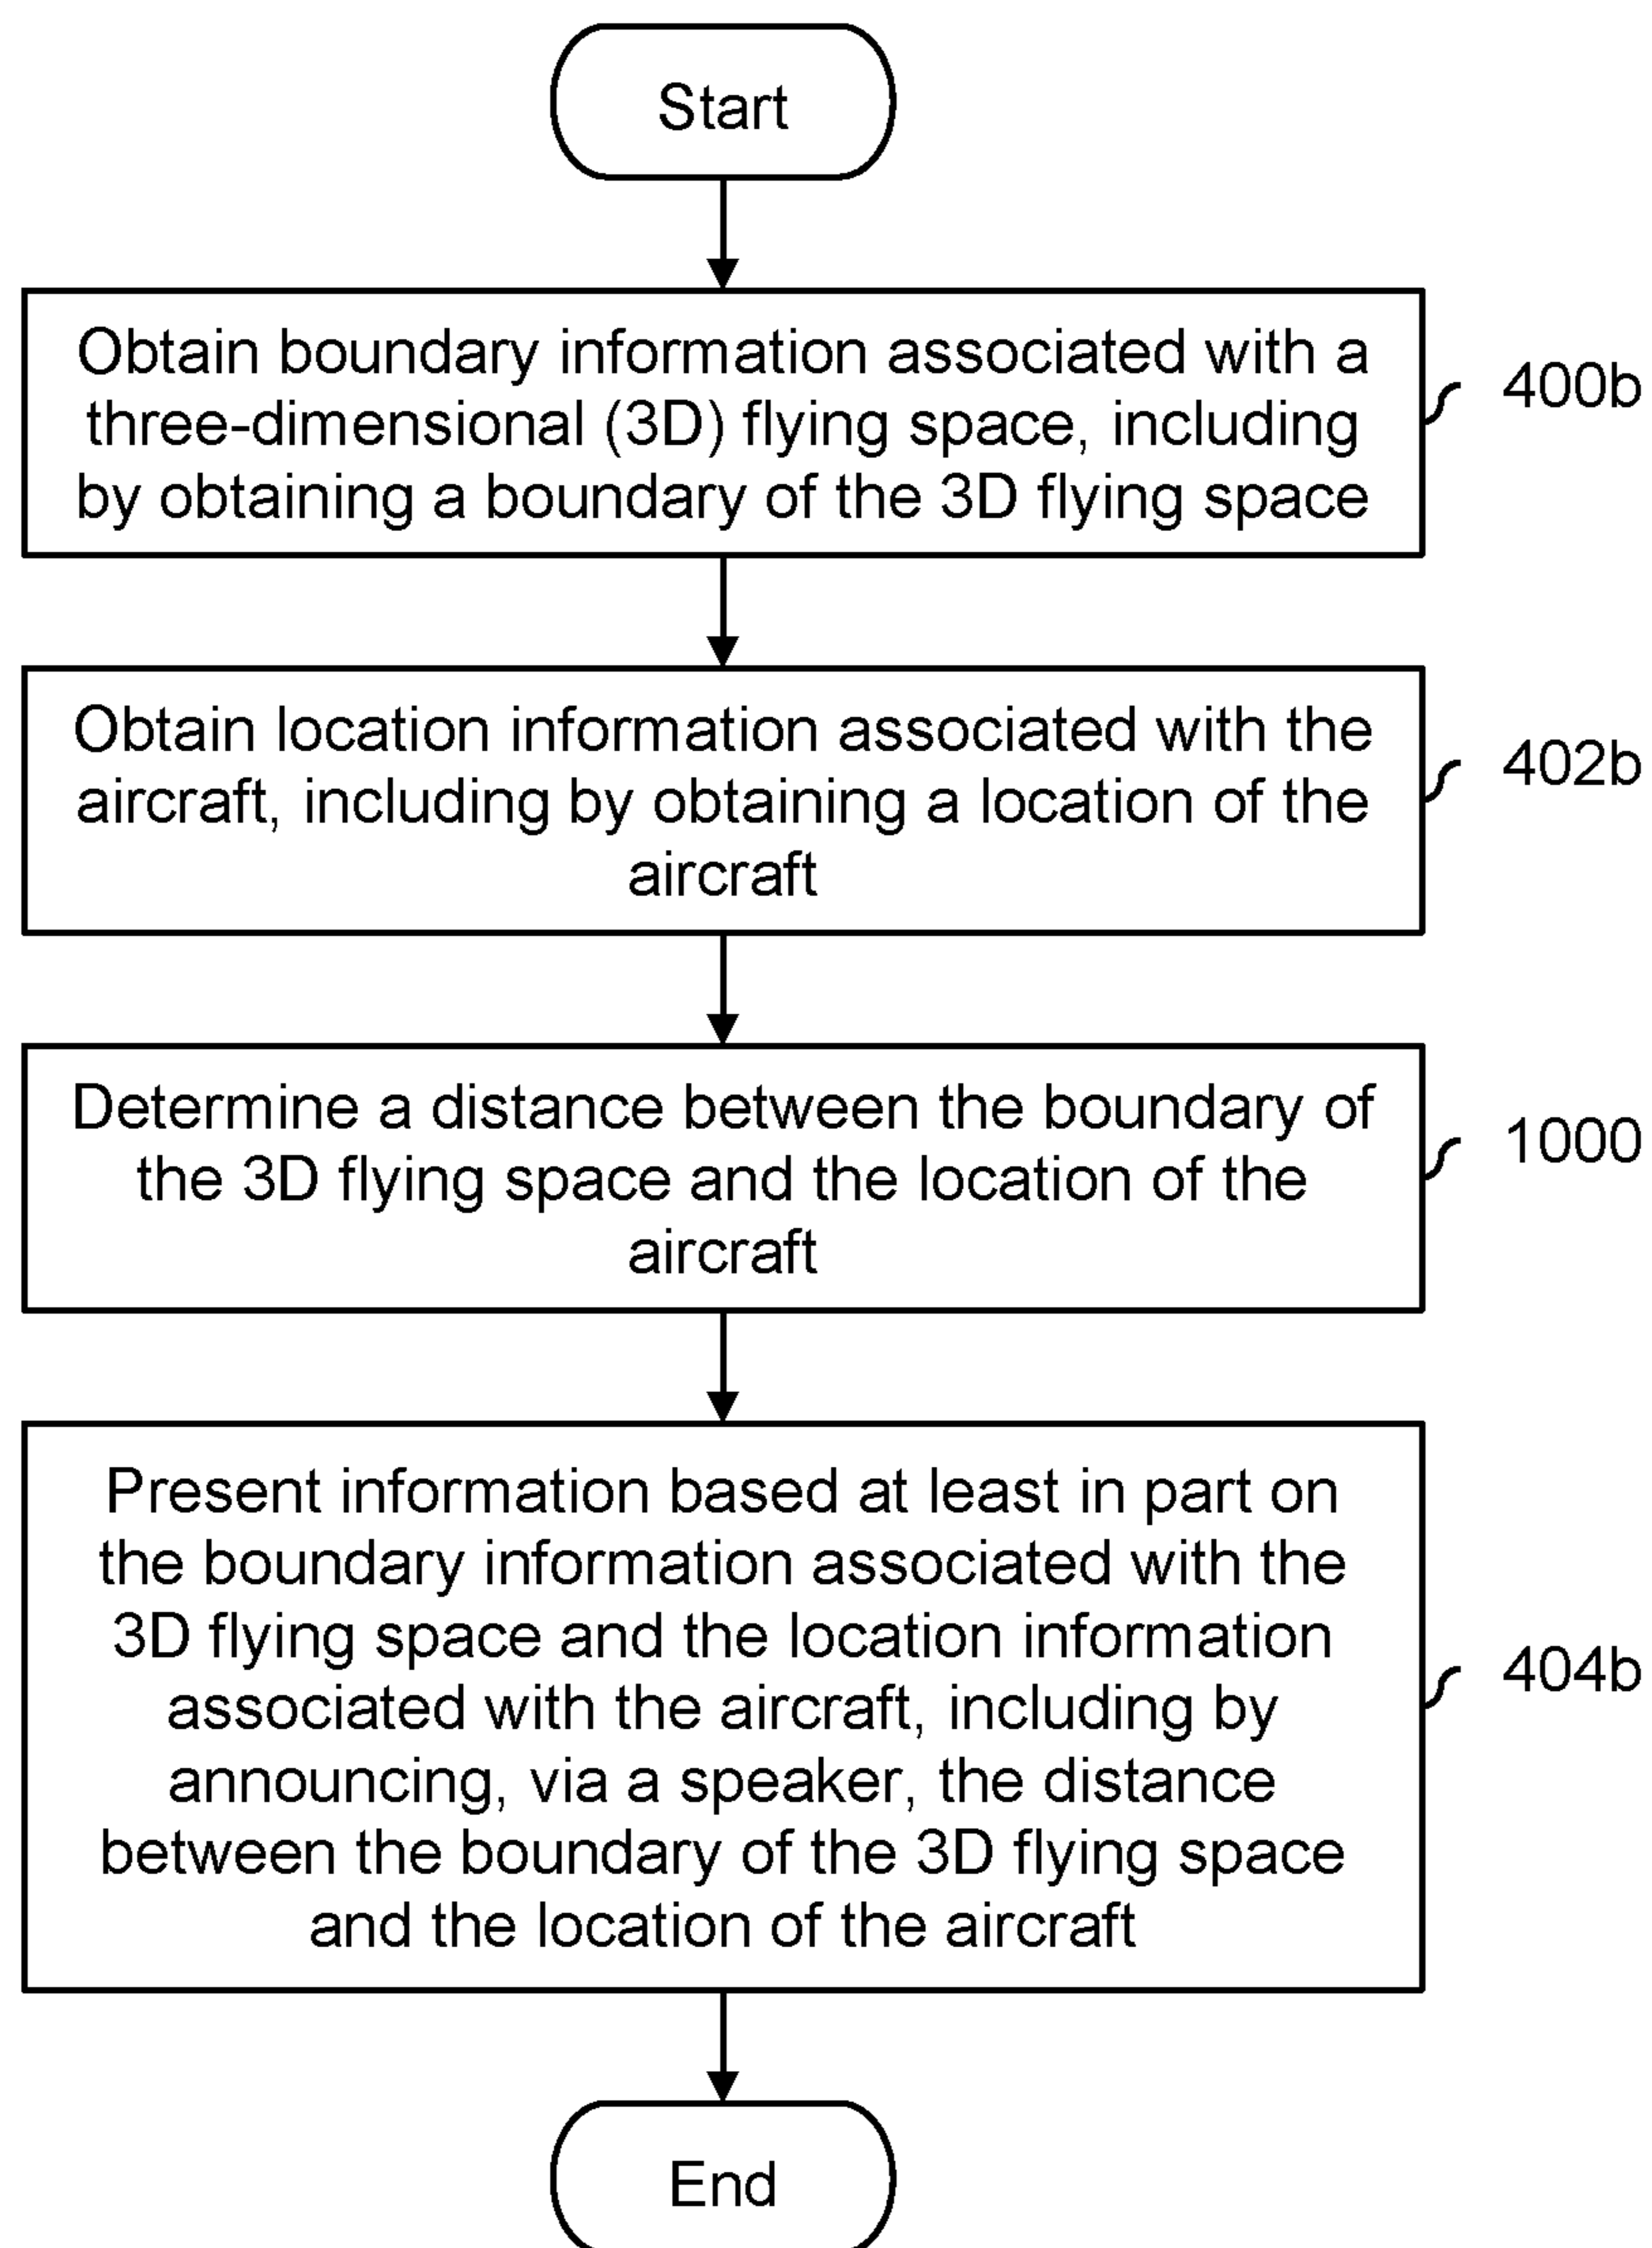 Start
Obtain boundary information associated with a
three-dimensional (3D) flying space, including
by obtaining a boundary of the 3D flying space
400b
Obtain location information associated with the
aircraft, including by obtaining a location of the
aircraft
402b
Determine a distance between the boundary of
the 3D flying space and the location of the
aircraft
1000
Present information based at least in part on
the boundary information associated with the
3D flying space and the location information
associated with the aircraft, including by
announcing, via a speaker, the distance
between the boundary of the 3D flying space
and the location of the aircraft
404b
End